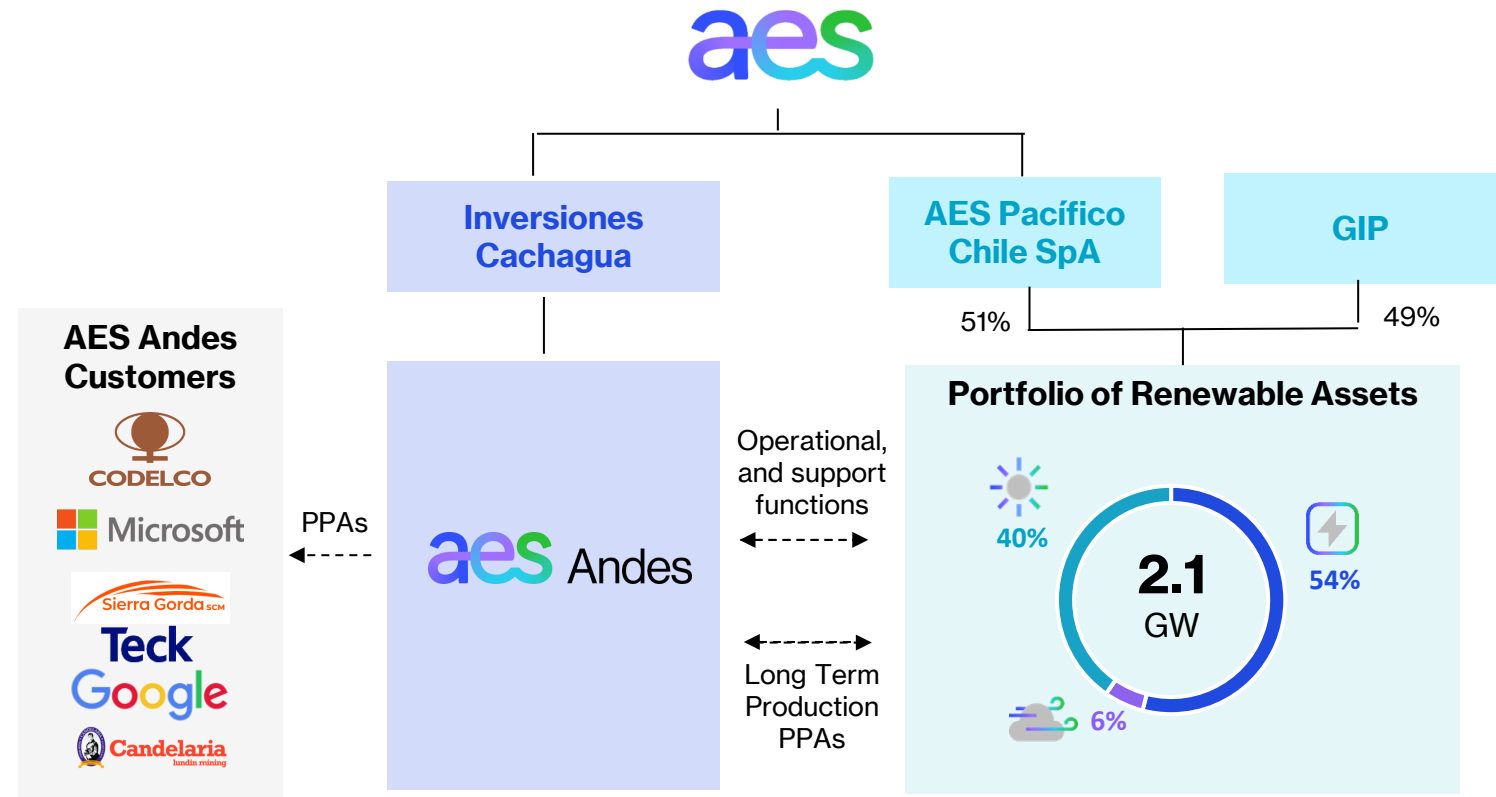 aes
Inversiones
Cachagua
AES Pacífico
Chile SpA
GIP
51%
49%
AES Andes
Customers
CODELCO
Microsoft
Sierra Gorda SCM
Teck
Google
Candelaria
lundin mining
PPAs
aes Andes
Operational,
and support
functions
Long Term
Production
PPAs
Portfolio of Renewable Assets
40%
54%
2.1
GW
6%